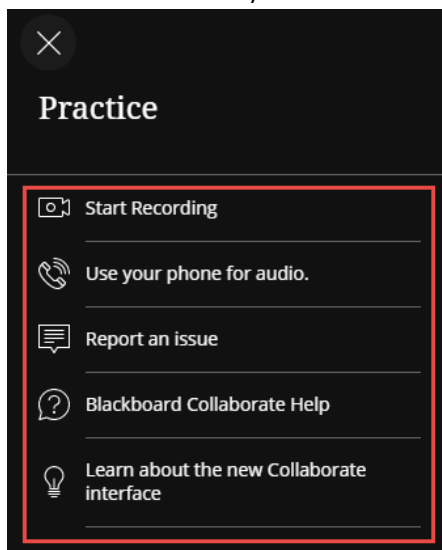 Practice
Start Recording
Use your phone for audio.
Report an issue
Blackboard Collaborate Help
Learn about the new Collaborate
interface